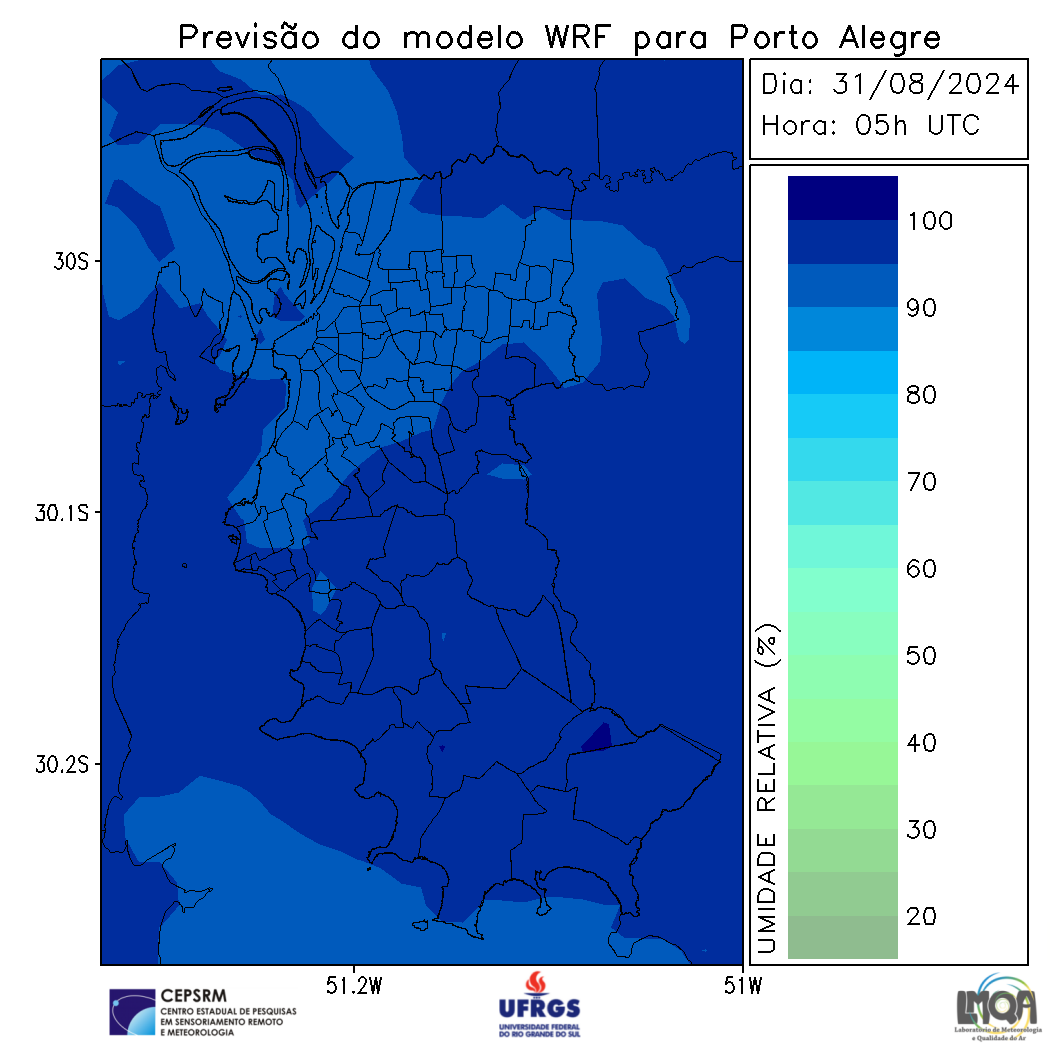 Previsão do modelo WRF para Porto Alegre
Dia: 31/08/2024
Hora: 05h UTC
30S
30.1S
30.2S
51.2W
51W
UMIDADE RELATIVA (%)
100
90
80
70
60
50
40
30
20
CEPSRM
CENTRO ESTADUAL DE PESQUISAS
EM SENSORIAMENTO REMOTO
E METEOROLOGIA
UFRGS
UNIVERSIDADE FEDERAL
DO RIO GRANDE DO SUL
LMQA
Laboratório de Meteorologia
e Qualidade do Ar